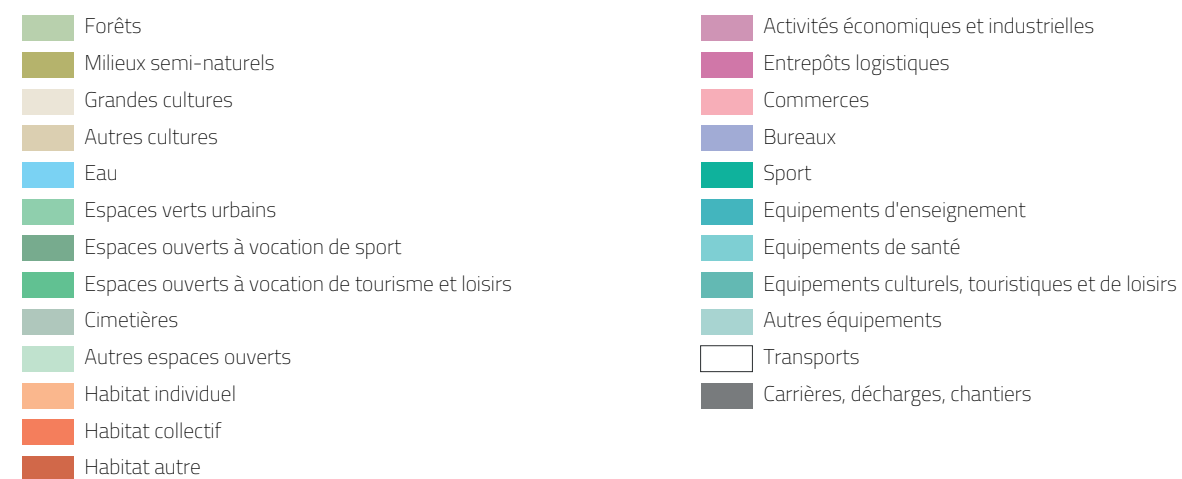 Forêts
Milieux semi-naturels
Grandes cultures
Autres cultures
Eau
Espaces verts urbains
Espaces ouverts à vocation de sport
Espaces ouverts à vocation de tourisme et loisirs
Cimetières
Autres espaces ouverts
Habitat individuel
Habitat collectif
Habitat autre
Activités économiques et industrielles
Entrepôts logistiques
Commerces
Bureaux
Sport
Equipements d'enseignement
Equipements de santé
Equipements culturels, touristiques et de loisirs
Autres équipements
Transports
Carrières, décharges, chantiers